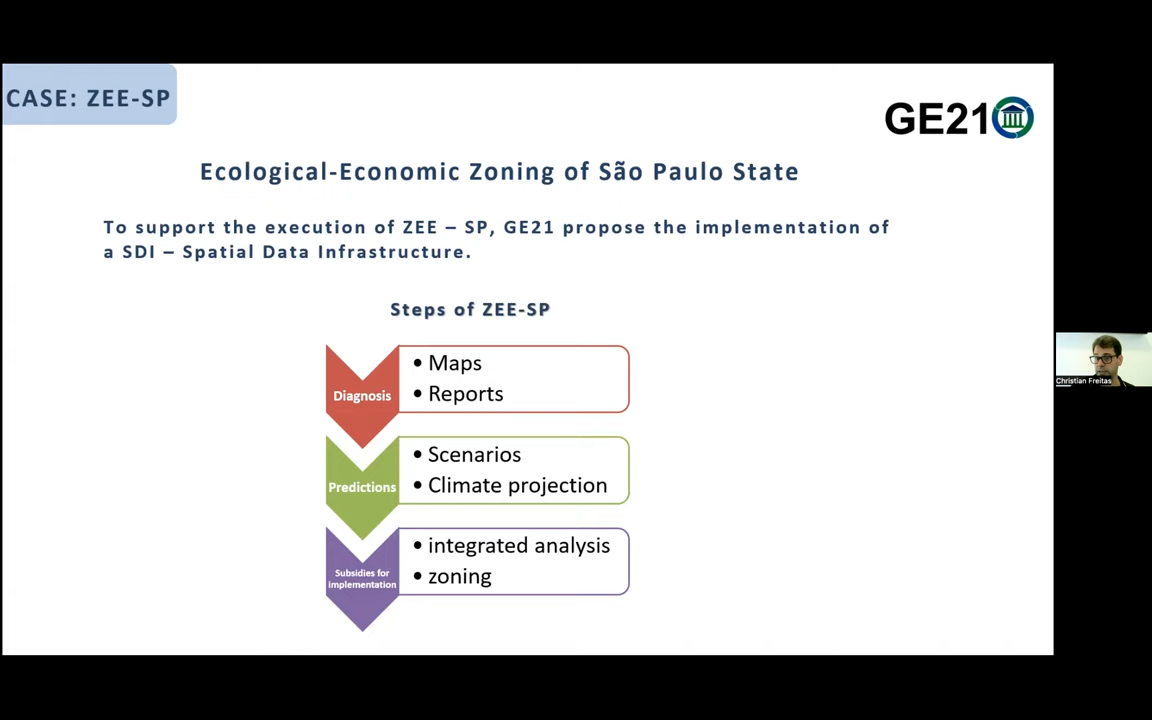 CASE: ZEE-SP
GE21
Ecological-Economic Zoning of São Paulo State
To support the execution of ZEE – SP, GE21 propose the implementation of
a SDI – Spatial Data Infrastructure.
Steps of ZEE-SP
Diagnosis
• Maps
• Reports
Predictions
• Scenarios
• Climate projection
Subsidies for
implementation
• integrated analysis
• zoning
Christian Freitas